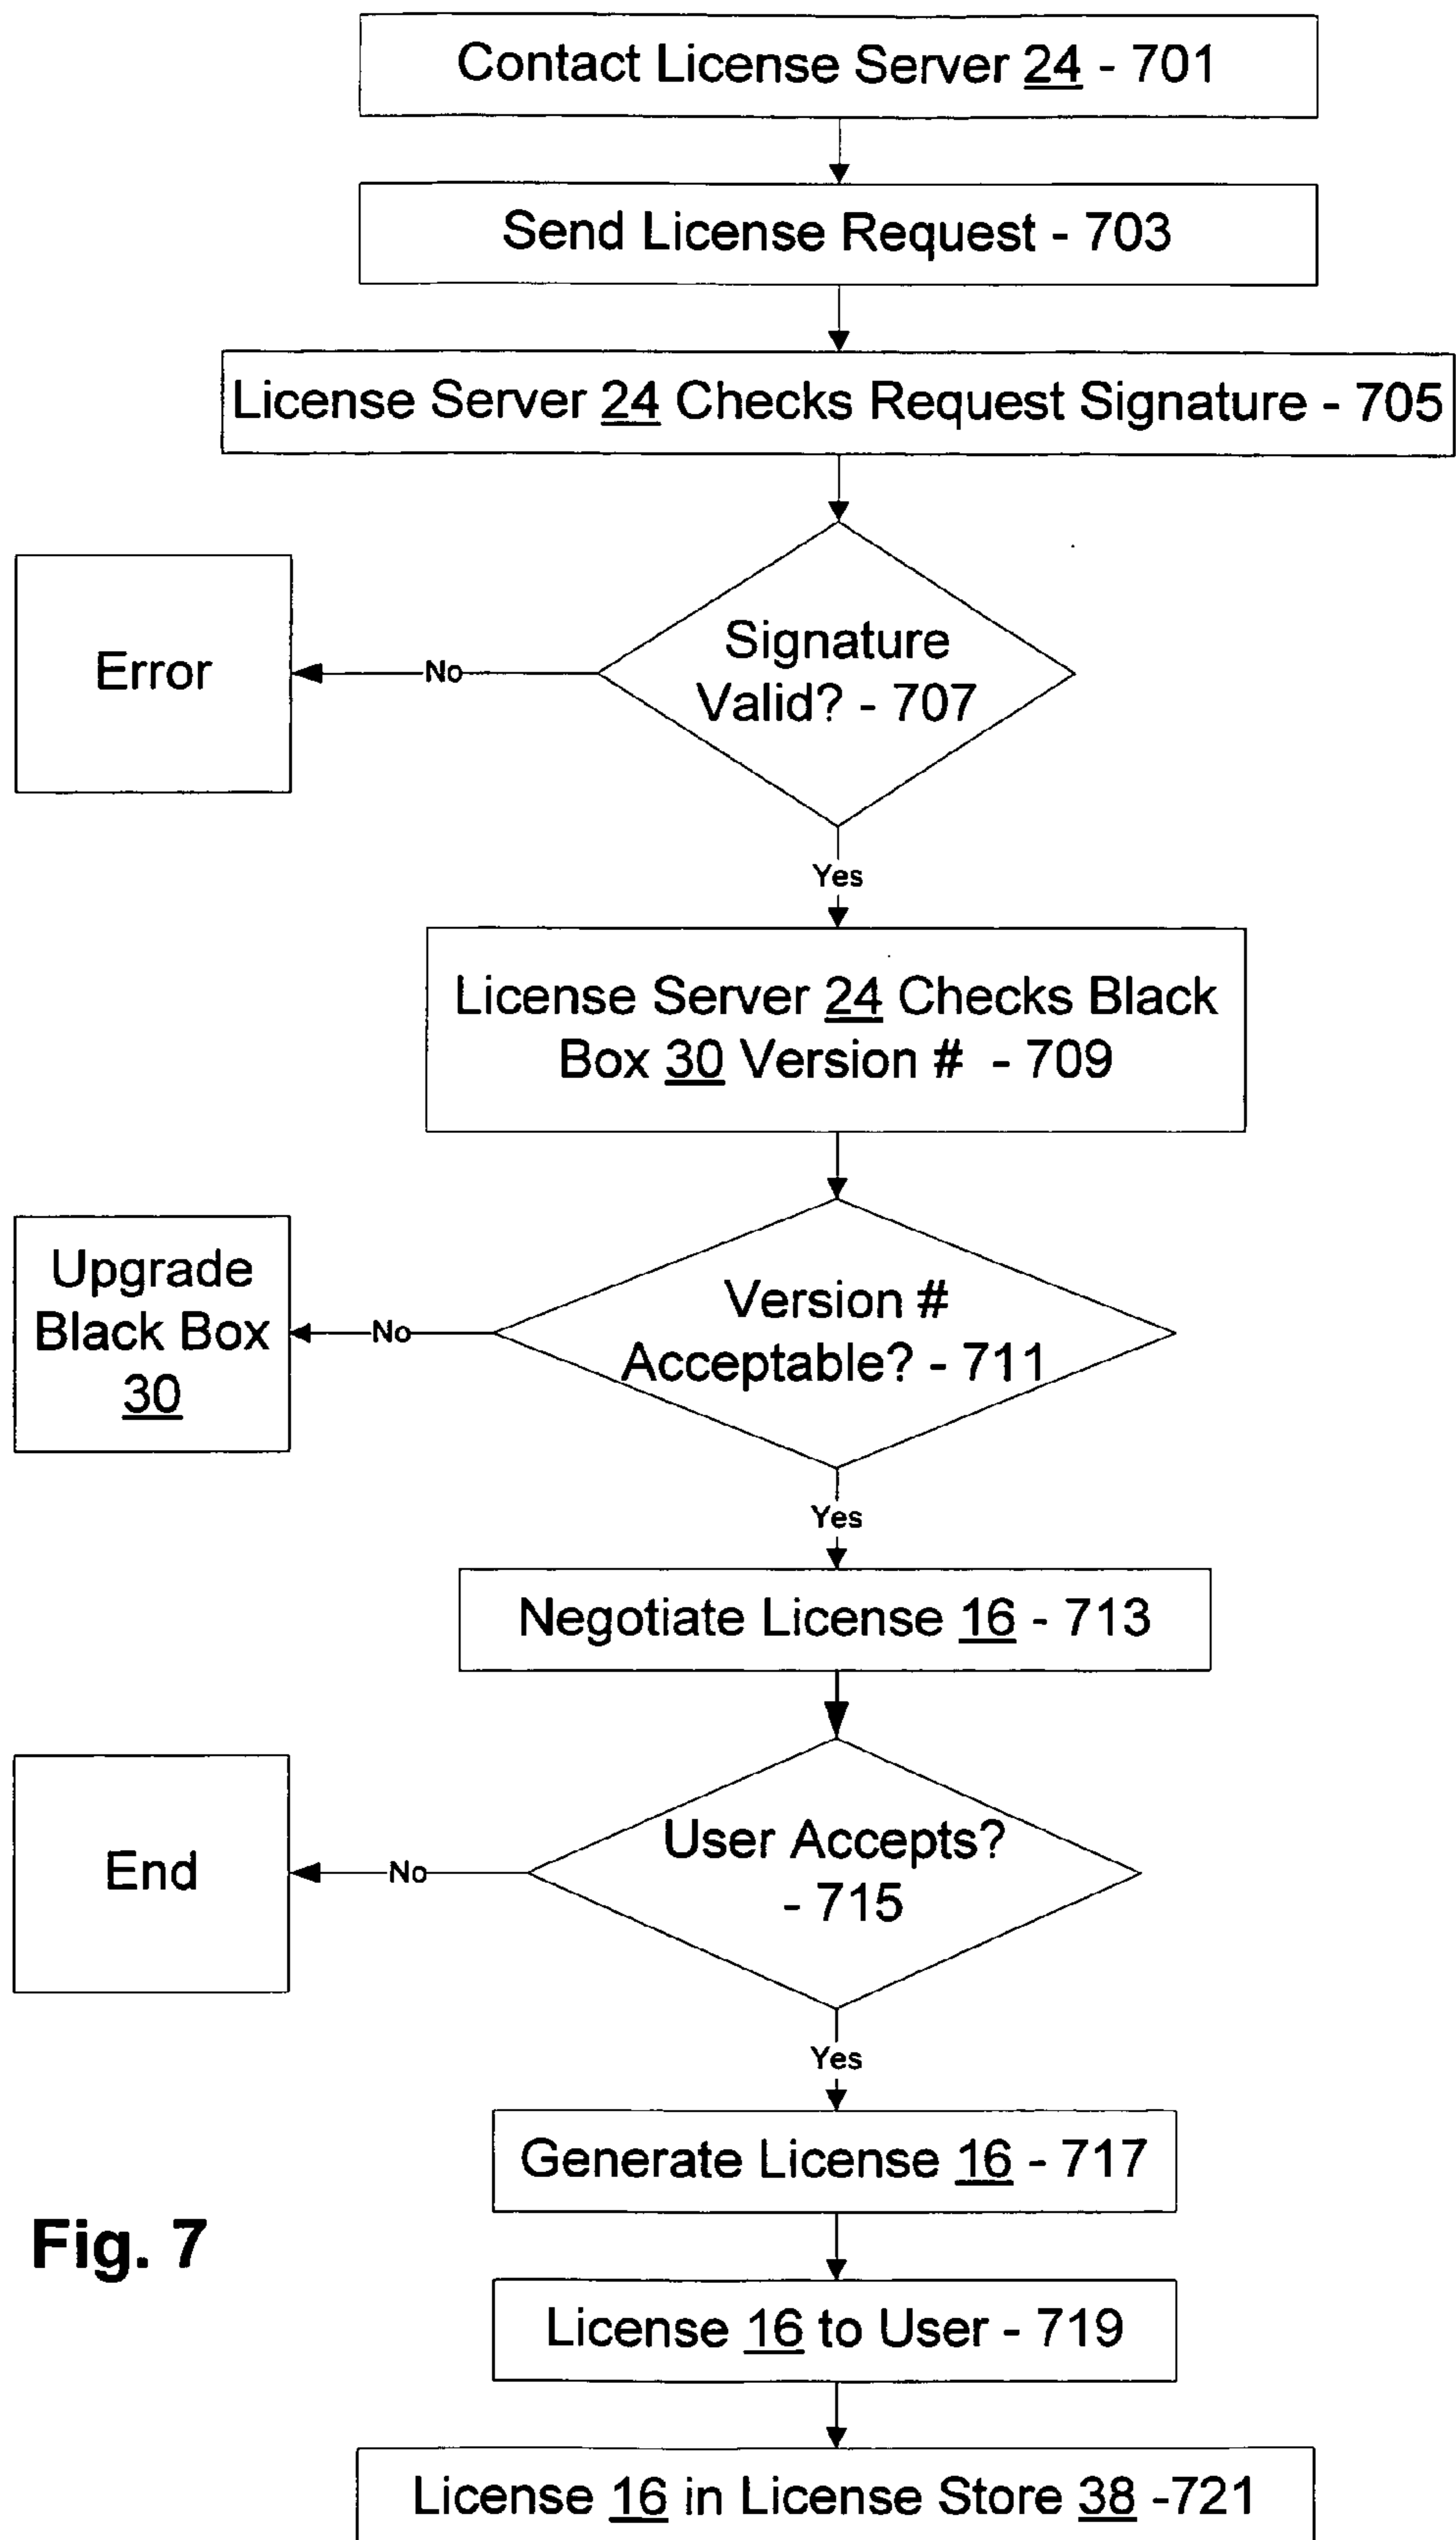 Contact License Server 24 - 701
Send License Request - 703
License Server 24 Checks Request Signature - 705
Signature
Valid? - 707
No
Error
Yes
License Server 24 Checks Black
Box 30 Version # - 709
Version #
Acceptable? - 711
No
Upgrade
Black Box
30
Yes
Negotiate License 16 - 713
User Accepts?
- 715
No
End
Yes
Generate License 16 - 717
License 16 to User - 719
License 16 in License Store 38 -721
Fig. 7